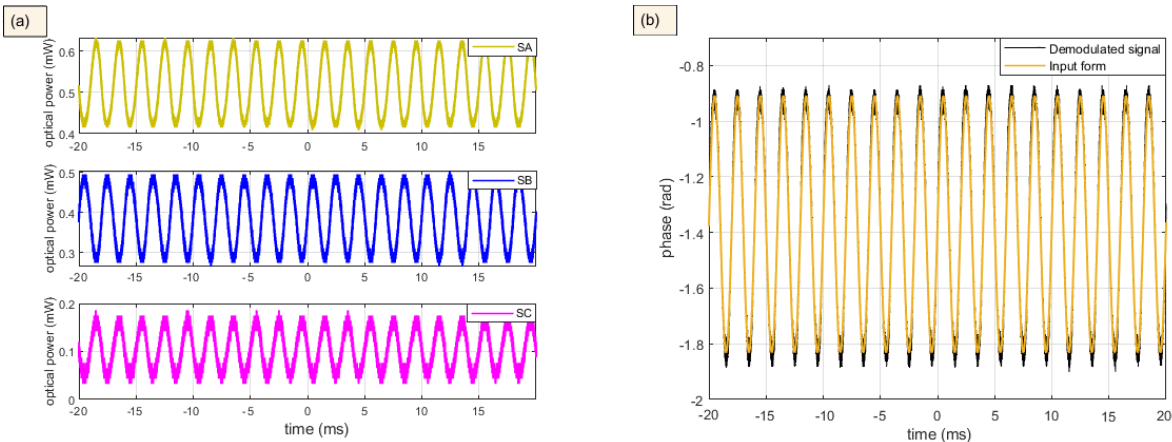 (a)
optical power (mW)
0.6
0.5
0.4
SA
-20 -15 -10 -5 0 5 10 15
optical power (mW)
0.5
0.4
0.3
SB
-20 -15 -10 -5 0 5 10 15
optical power (mW)
0.2
0.1
0
SC
-20 -15 -10 -5 0 5 10 15
time (ms)
(b)
phase (rad)
-0.8
-1
-1.2
-1.4
-1.6
-1.8
-2
Demodulated signal
Input form
-20 -15 -10 -5 0 5 10 15 20
time (ms)